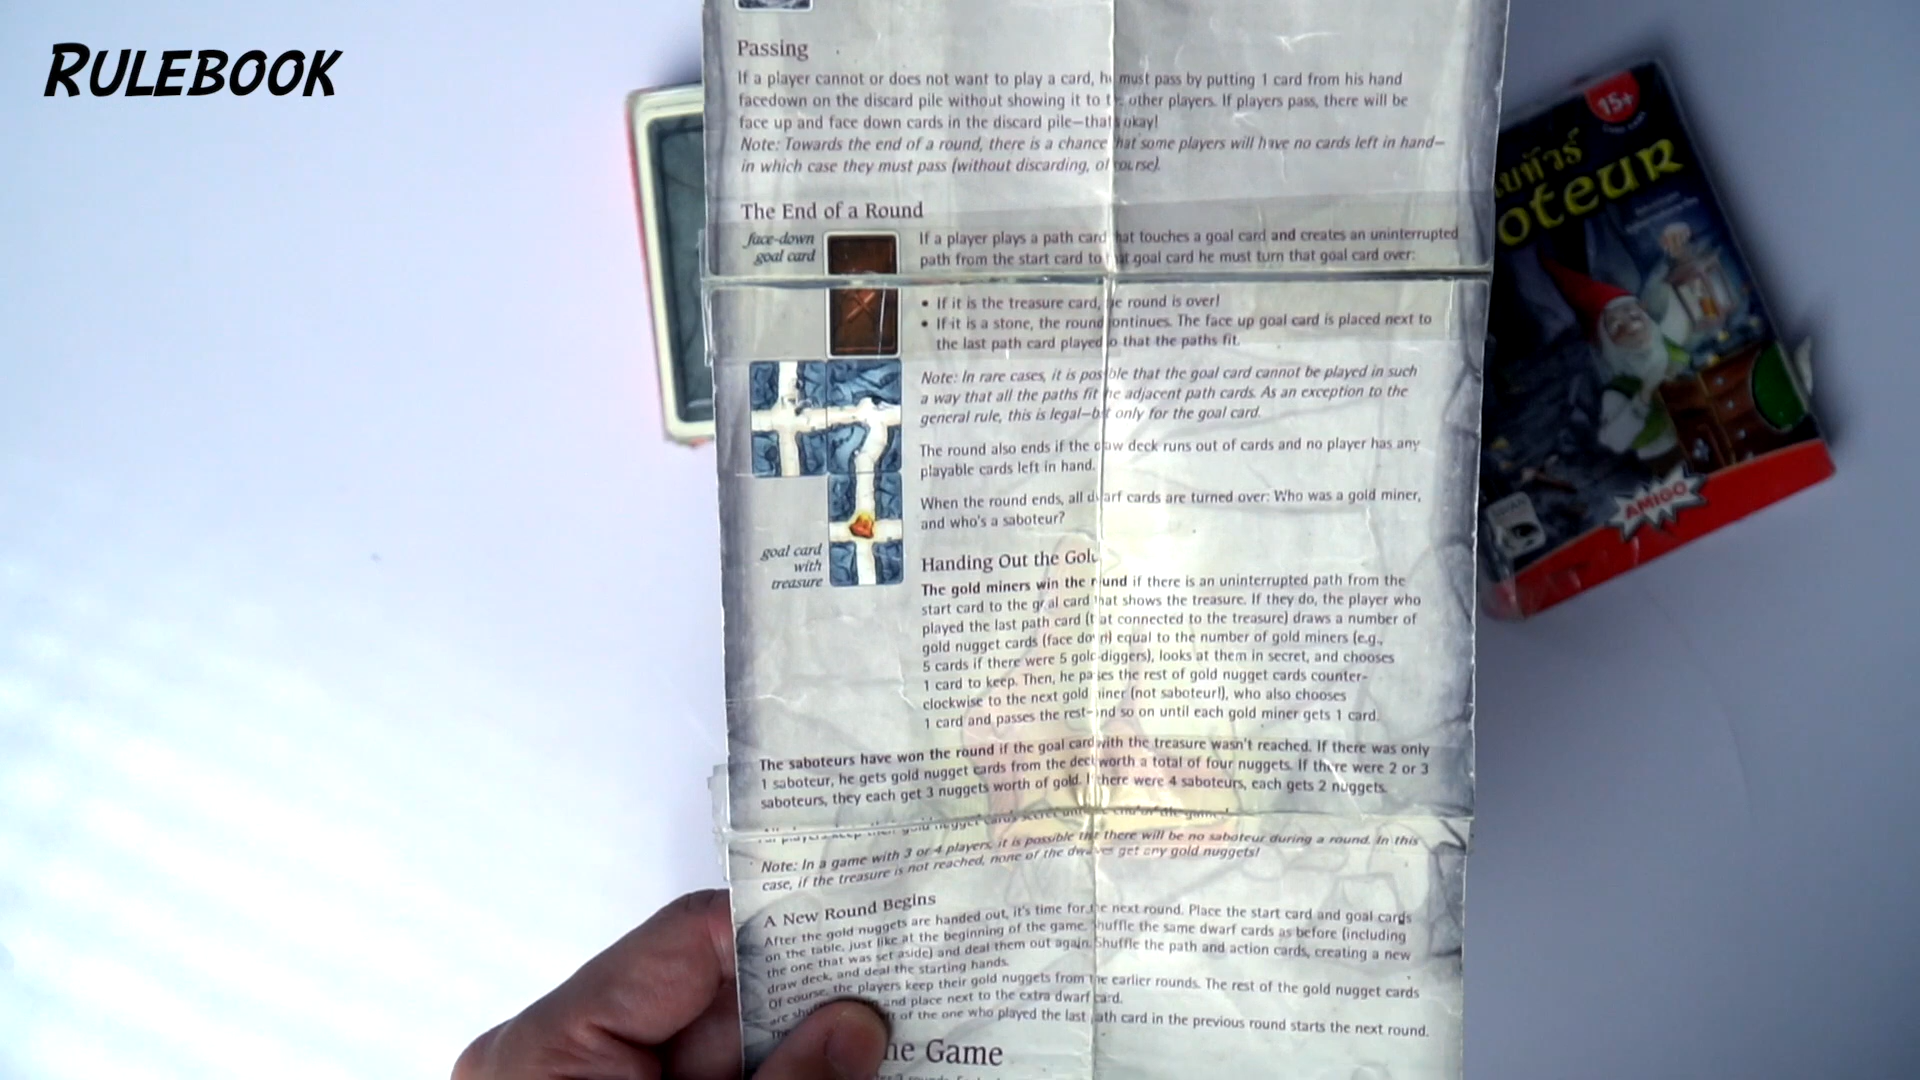 RULEBOOK
Passing
If a player cannot or does not want to play a card, must pass by putting 1 card from his hand
facedown on the discard pile without showing it to other players. If players pass, there will be
face up and face down cards in the discard pile—that's okay!
Note: Towards the end of a round, there is a chance that some players will have no cards left in hand—
in which case they must pass (without discarding, of course).
The End of a Round
face-down
goal card
If a player plays a path card that touches a goal card and creates an uninterrupted
path from the start card to that goal card he must turn that goal card over:
• If it is the treasure card, the round is over!
• If it is a stone, the round continues. The face up goal card is placed next to
the last path card played so that the paths fit.
Note: In rare cases, it is possible that the goal card cannot be played in such
a way that all the paths fit the adjacent path cards. As an exception to the
general rule, this is legal—but only for the goal card.
The round also ends if the draw deck runs out of cards and no player has any
playable cards left in hand.
When the round ends, all dwarf cards are turned over: Who was a gold miner,
and who's a saboteur?
goal card
with
treasure
Handing Out the Gold
The gold miners win the round if there is an uninterrupted path from the
start card to the goal card that shows the treasure. If they do, the player who
played the last path card (that connected to the treasure) draws a number of
gold nugget cards (face down) equal to the number of gold miners (e.g.,
5 cards if there were 5 gold-diggers), looks at them in secret, and chooses
1 card to keep. Then, he passes the rest of gold nugget cards counter-
clockwise to the next gold miner (not saboteur!), who also chooses
1 card and passes the rest—and so on until each gold miner gets 1 card.
The saboteurs have won the round if the goal card with the treasure wasn't reached. If there was only
1 saboteur, he gets gold nugget cards from the deck worth a total of four nuggets. If there were 2 or 3
saboteurs, they each get 3 nuggets worth of gold. If there were 4 saboteurs, each gets 2 nuggets.
gold nugget cards secret until end of the game!
Note: In a game with 3 or 4 players, it is possible that there will be no saboteur during a round. In this
case, if the treasure is not reached, none of the dwarves get any gold nuggets!
A New Round Begins
After the gold nuggets are handed out, it's time for the next round. Place the start card and goal cards
on the table, just like at the beginning of the game. Shuffle the same dwarf cards as before (including
the one that was set aside) and deal them out again. Shuffle the path and action cards, creating a new
draw deck, and deal the starting hands.
Of course, the players keep their gold nuggets from the earlier rounds. The rest of the gold nugget cards
are and place next to the extra dwarf card.
The of the one who played the last path card in the previous round starts the next round.
he Game
15+
oteur
AMIGO